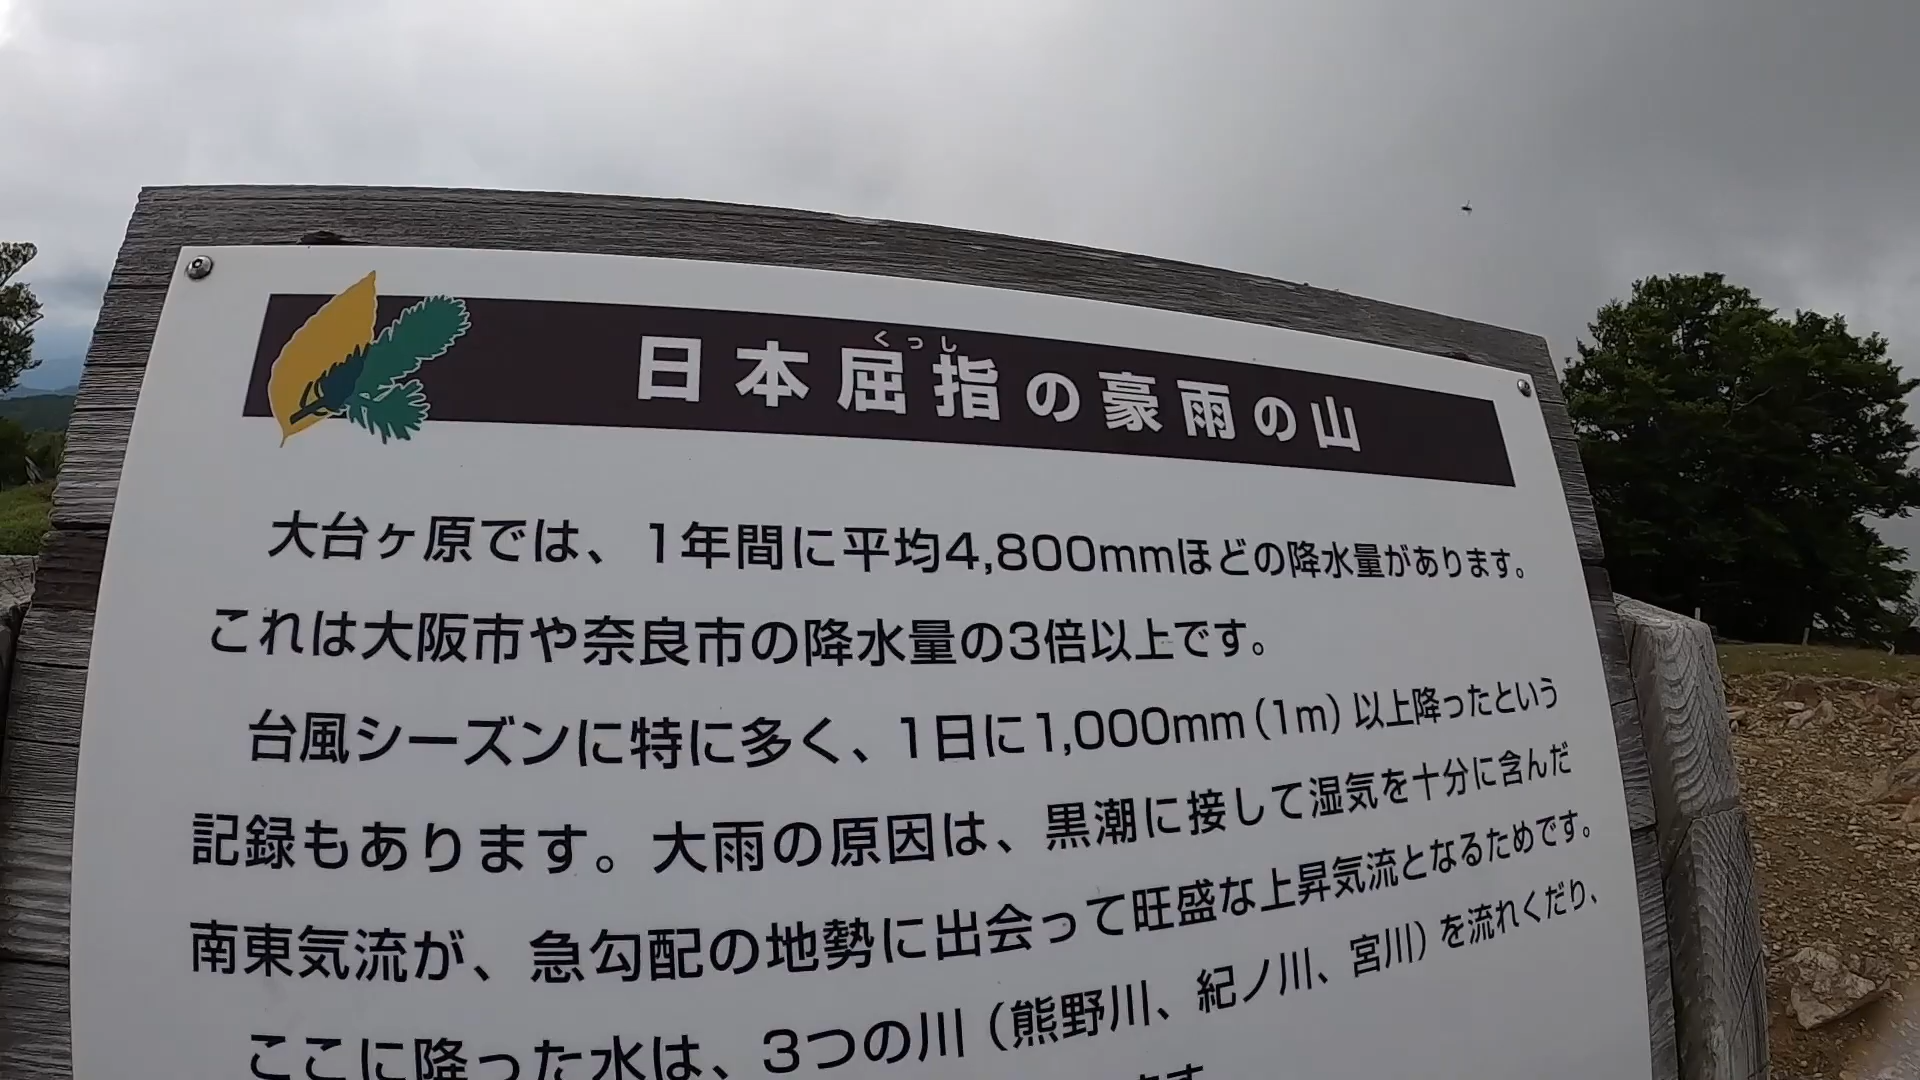 くっし
日本屈指の豪雨の山
大台ヶ原では、1年間に平均4,800mmほどの降水量があります。
これは大阪市や奈良市の降水量の3倍以上です。
台風シーズンに特に多く、1日に1,000mm（1m）以上降ったという
記録もあります。大雨の原因は、黒潮に接して湿気を十分に含んだ
南東気流が、急勾配の地勢に出会って旺盛な上昇気流となるためです。
ここに降った水は、3つの川（熊野川、紀ノ川、宮川）を流れくだり、